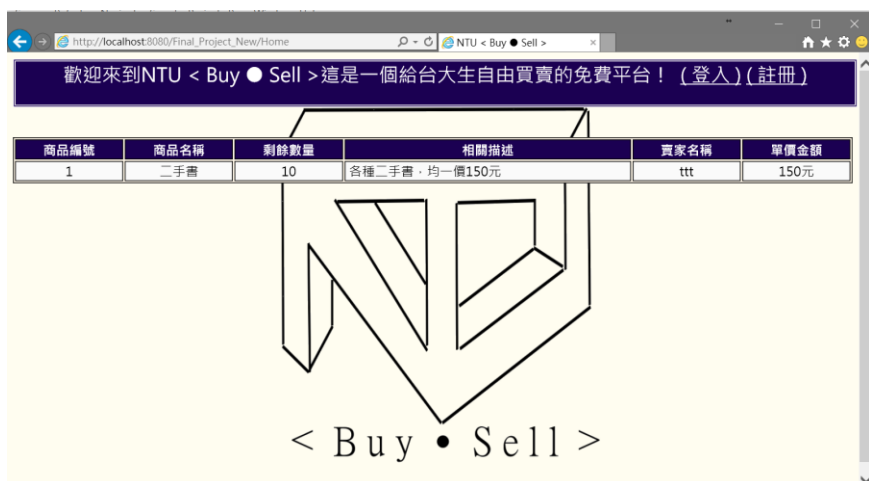 http://localhost:8080/Final_Project_New/Home
NTU < Buy ● Sell >
歡迎來到NTU < Buy ● Sell >這是一個給台大生自由買賣的免費平台！ (登入) (註冊)
商品編號 商品名稱 剩餘數量 相關描述 賣家名稱 單價金額
1 二手書 10 各種二手書，均一價150元 ttt 150元
< Buy • Sell >